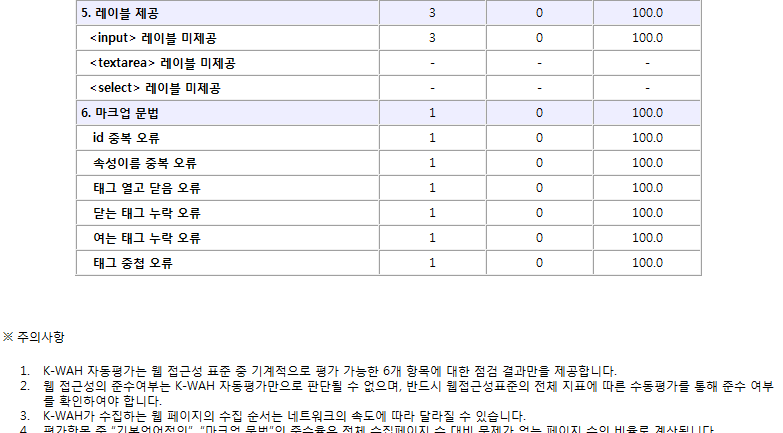 5. 레이블 제공 3 0 100.0
<input> 레이블 미제공 3 0 100.0
<textarea> 레이블 미제공 - - -
<select> 레이블 미제공 - - -
6. 마크업 문법 1 0 100.0
id 중복 오류 1 0 100.0
속성이름 중복 오류 1 0 100.0
태그 열고 닫음 오류 1 0 100.0
닫는 태그 누락 오류 1 0 100.0
여는 태그 누락 오류 1 0 100.0
태그 중첩 오류 1 0 100.0
※ 주의사항
1. K-WAH 자동평가는 웹 접근성 표준 중 기계적으로 평가 가능한 6개 항목에 대한 점검 결과만을 제공합니다.
2. 웹 접근성의 준수여부는 K-WAH 자동평가만으로 판단될 수 없으며, 반드시 웹접근성표준의 전체 지표에 따른 수동평가를 통해 준수 여부
를 확인하여야 합니다.
3. K-WAH가 수집하는 웹 페이지의 수집 순서는 네트워크의 속도에 따라 달라질 수 있습니다.
4. 평가항목 중 "기본언어정의", "마크업 문법"의 준수율은 전체 수집페이지 수 대비 문제가 없는 페이지 수의 비율로 계산됩니다.